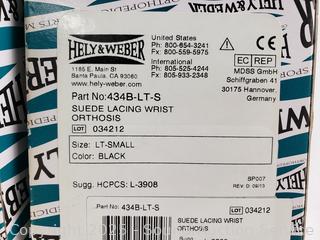 HELY & WEBER
1185 E. Main St
Santa Paula, CA 93060
www.hely-weber.com
United States
Ph: 800-654-3241
Fx: 800-559-5975
International
Ph: 805-525-4244
Fx: 805-933-2348
EC REP
MDSS GmbH
Schiffgraben 41
30175 Hannover,
Germany
Part No: 434B-LT-S
SUEDE LACING WRIST
ORTHOSIS
LOT 034212
Size: LT-SMALL
Color: BLACK
Sugg. HCPCS: L-3908
SP007
REV. D: 09/13
Part No: 434B-LT-S
SUEDE LACING WRIST
ORTHOSIS
LOT 034212